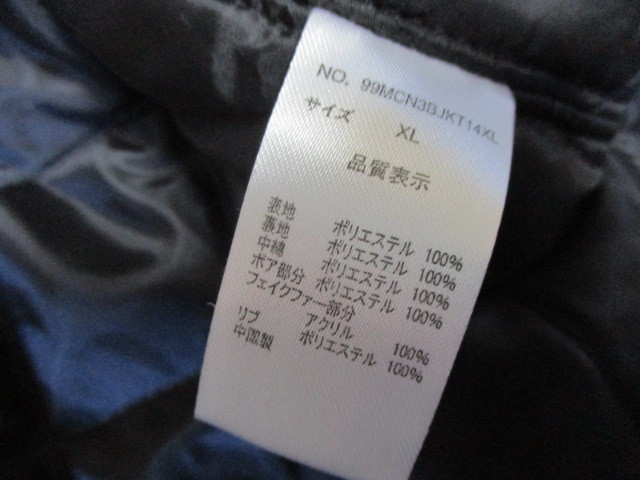 NO. 99MCN3BJKT14XL
サイズ XL
品質表示
表地 ポリエステル 100%
裏地 ポリエステル 100%
中綿 ポリエステル 100%
ボア部分 ポリエステル 100%
フェイクファー部分
アクリル 100%
リブ ポリエステル 100%
中国製